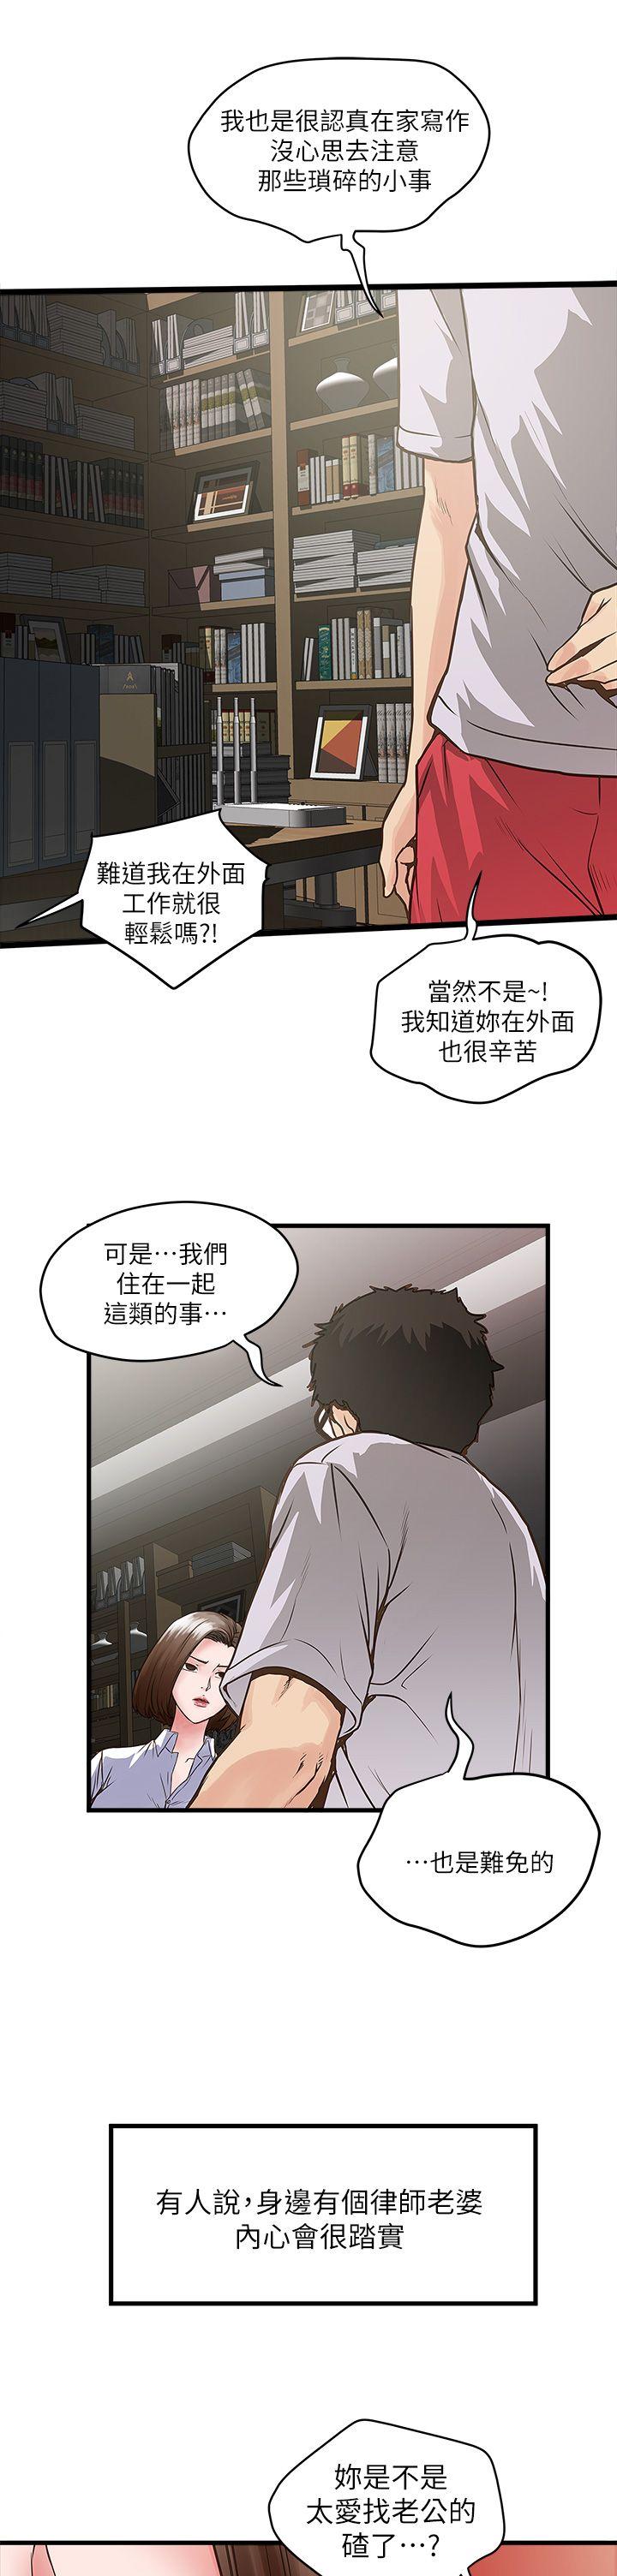 我也是很認真在家寫作
沒心思去注意
那些瑣碎的小事
難道我在外面
工作就很
輕鬆嗎?!
當然不是~!
我知道妳在外面
也很辛苦
可是…我們
住在一起
這類的事…
…也是難免的
有人說,身邊有個律師老婆
內心會很踏實
妳是不是
太愛找老公的
碴了…?